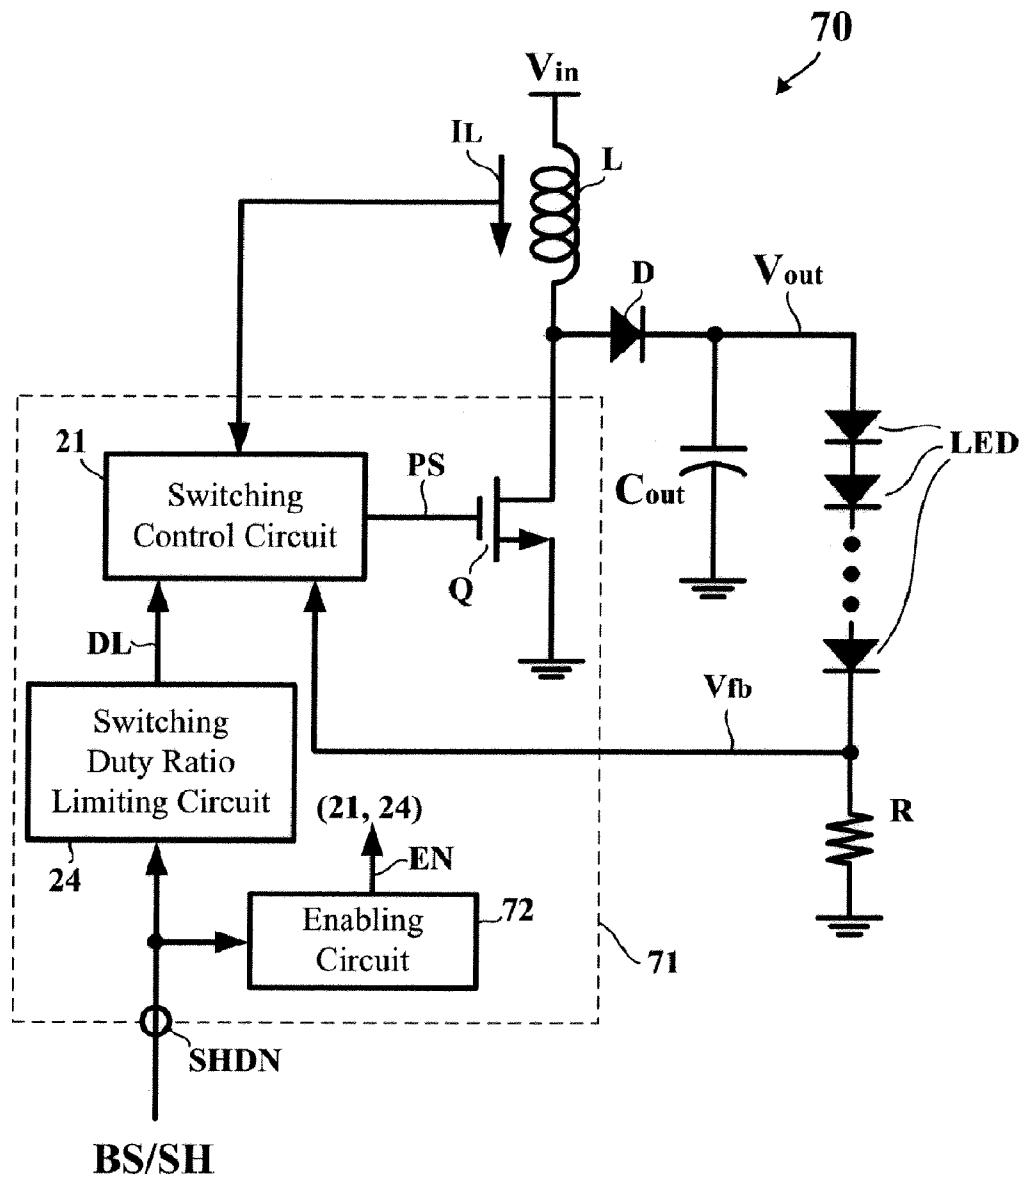 70
Vin
IL
L
D
Vout
21
PS
Switching
Control Circuit
Cout
LED
Q
DL
Vfb
Switching
Duty Ratio
Limiting Circuit
(21, 24)
R
24
EN
Enabling
Circuit
72
71
SHDN
BS/SH